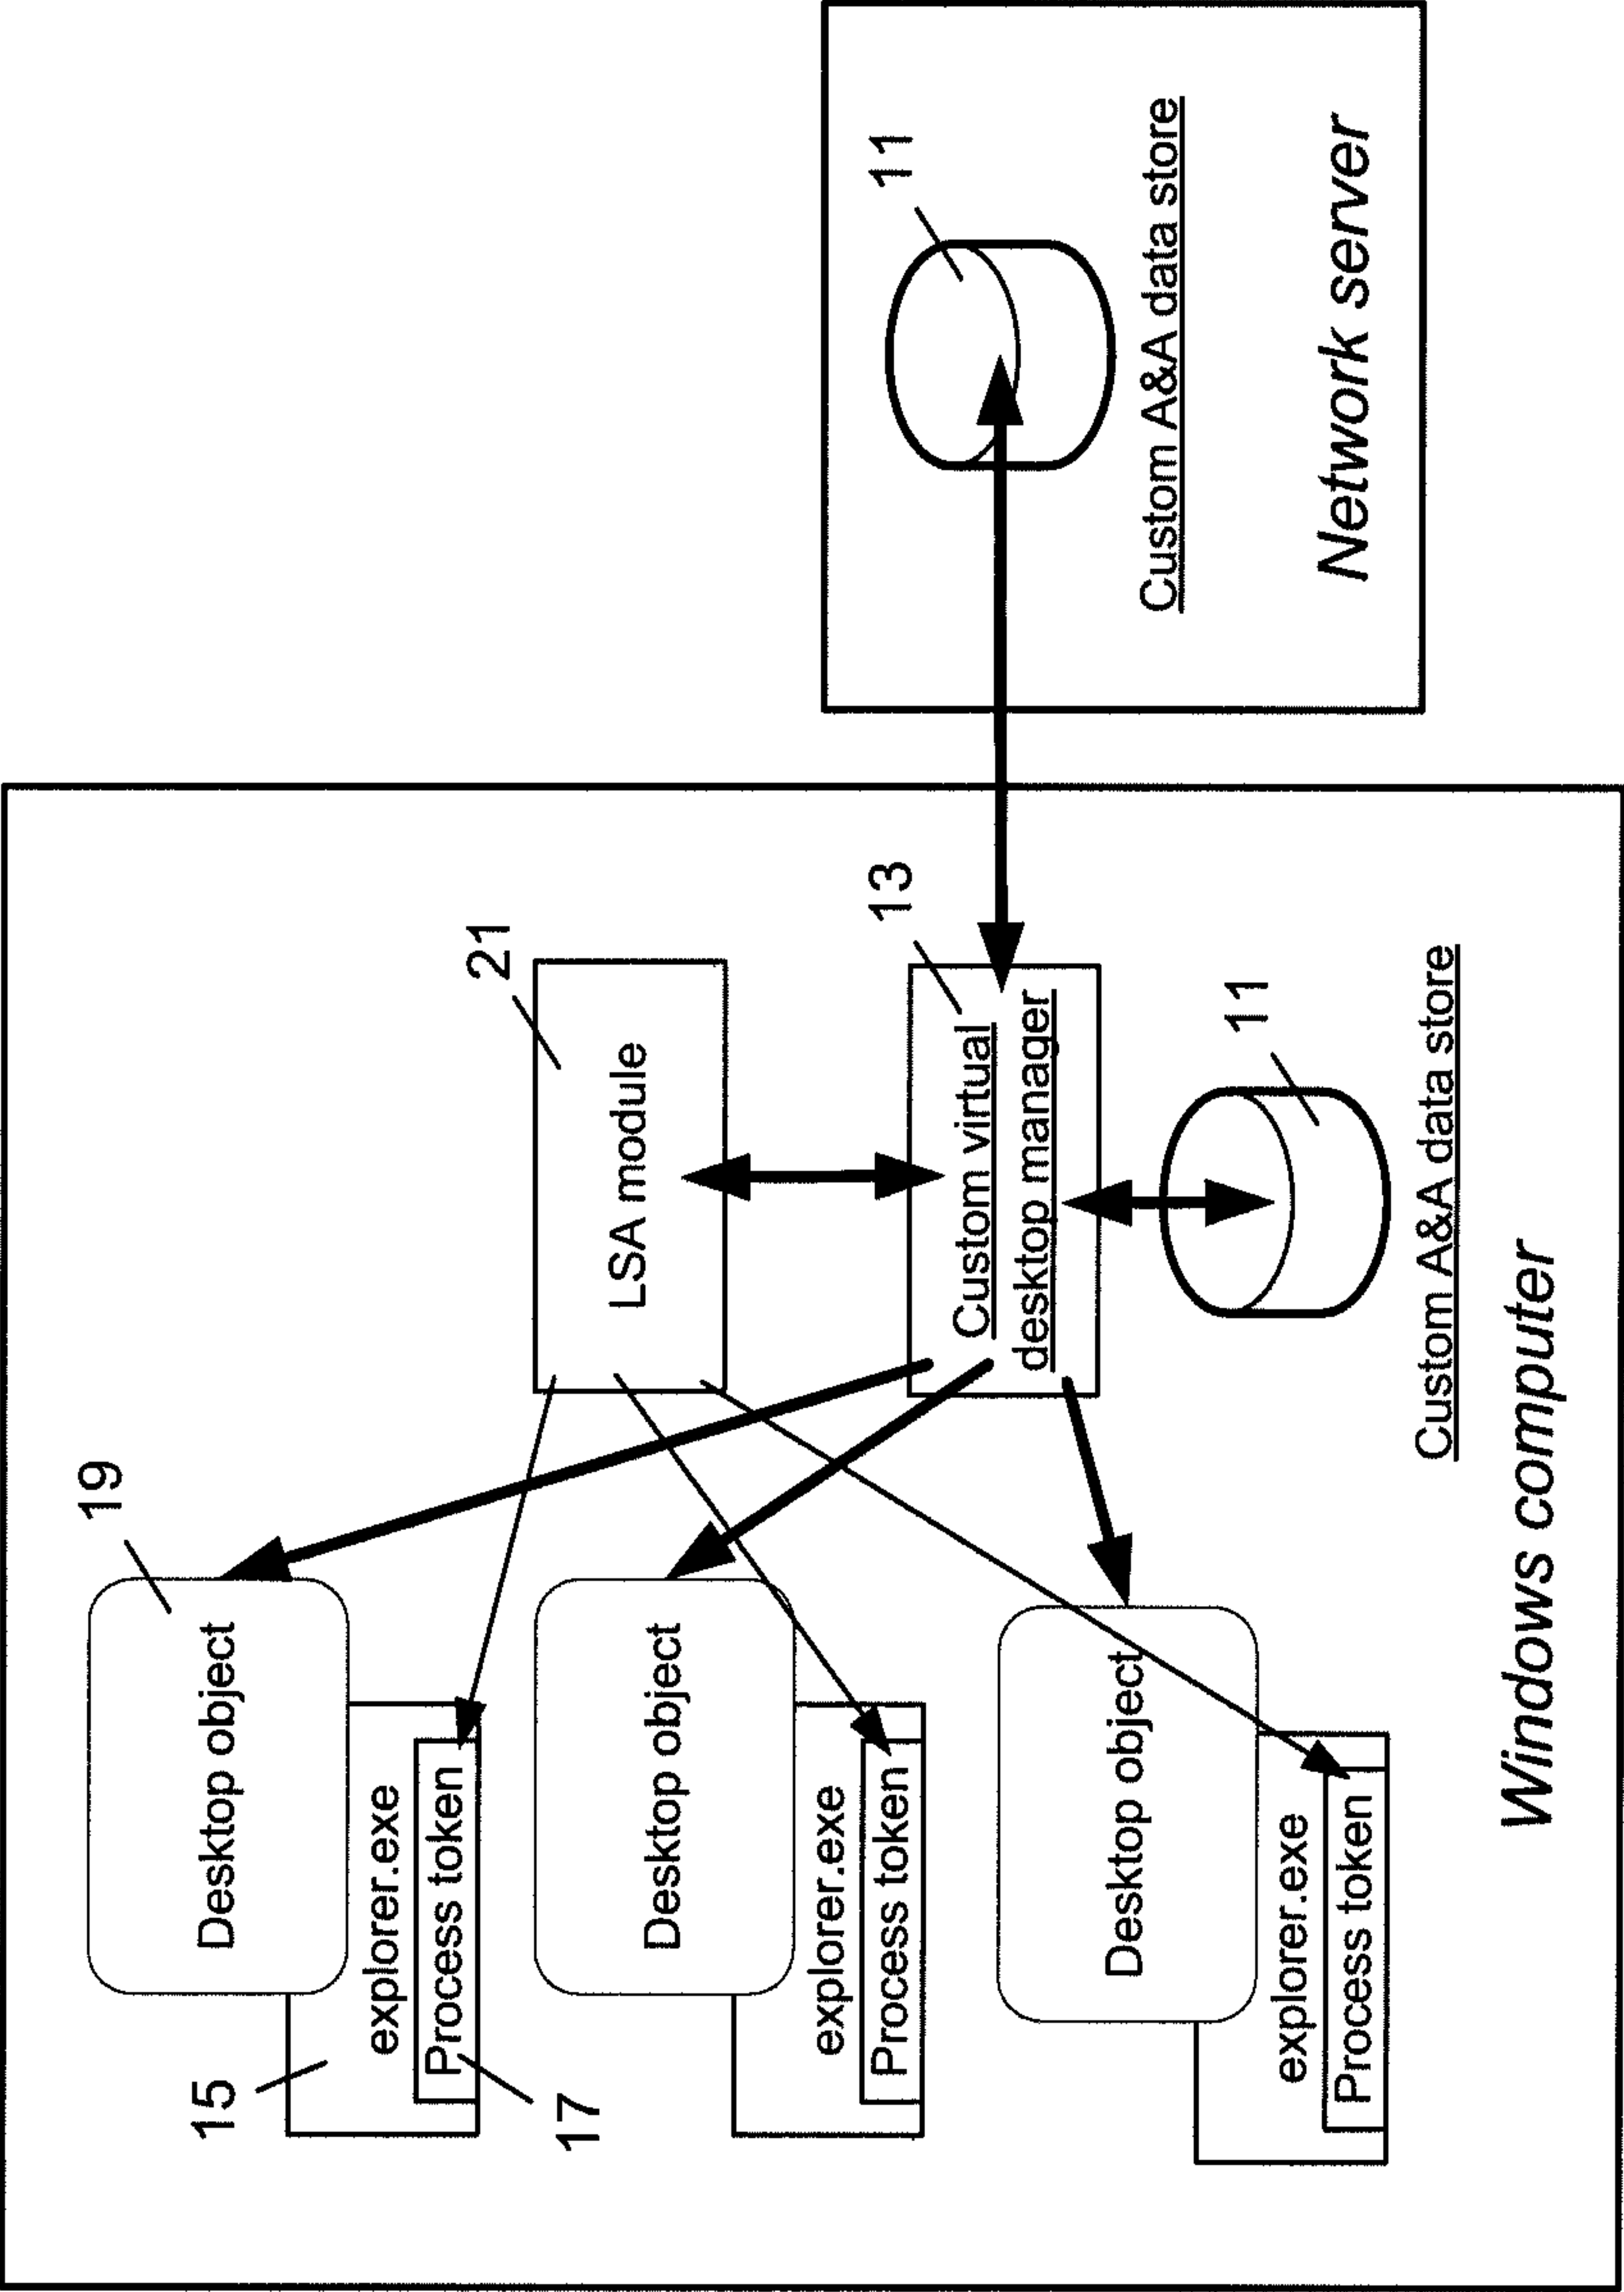 19
Desktop object
15
explorer.exe
Process token
17
Desktop object
explorer.exe
Process token
Desktop object
explorer.exe
Process token
21
LSA module
13
Custom virtual
desktop manager
11
Custom A&A data store
Windows computer
11
Custom A&A data store
Network server